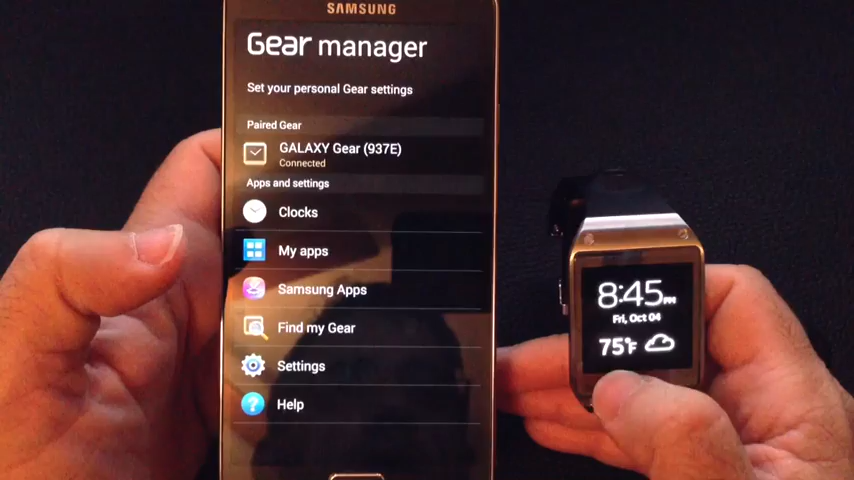 SAMSUNG
Gear manager
Set your personal Gear settings
Paired Gear
GALAXY Gear (937E)
Connected
Apps and settings
Clocks
My apps
Samsung Apps
Find my Gear
Settings
Help
8:45PM
Fri, Oct 04
75°F